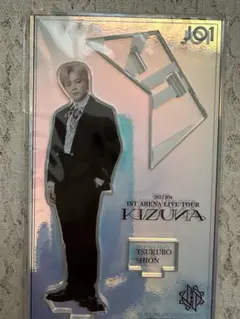 JO1
2022 JO1
1ST ARENA LIVE TOUR
KIZUNA
TSURUBO
SHION